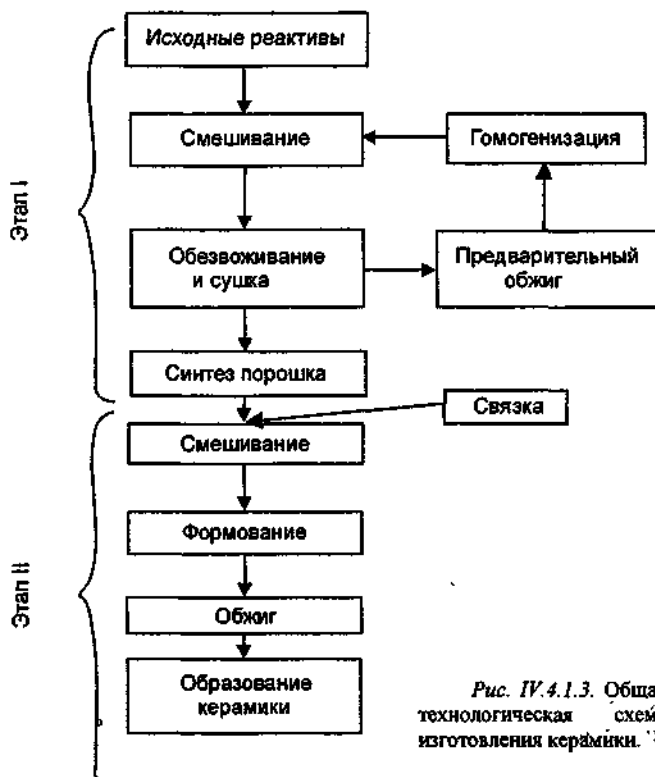 Исходные реактивы
Смешивание
Гомогенизация
Этап I
Обезвоживание
и сушка
Предварительный
обжиг
Синтез порошка
Связка
Смешивание
Формование
Этап II
Обжиг
Образование
керамики
Рис. IV.4.1.3. Обща
технологическая схем
изготовления керамики.